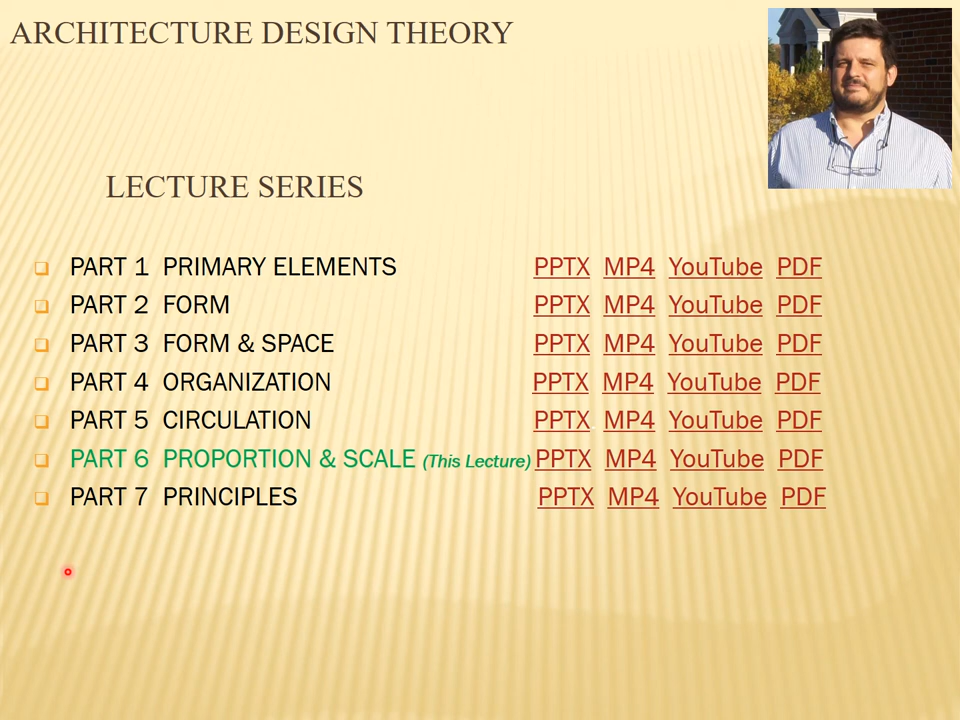 ARCHITECTURE DESIGN THEORY
LECTURE SERIES
PART 1 PRIMARY ELEMENTS PPTX MP4 YouTube PDF
PART 2 FORM PPTX MP4 YouTube PDF
PART 3 FORM & SPACE PPTX MP4 YouTube PDF
PART 4 ORGANIZATION PPTX MP4 YouTube PDF
PART 5 CIRCULATION PPTX MP4 YouTube PDF
PART 6 PROPORTION & SCALE (This Lecture) PPTX MP4 YouTube PDF
PART 7 PRINCIPLES PPTX MP4 YouTube PDF